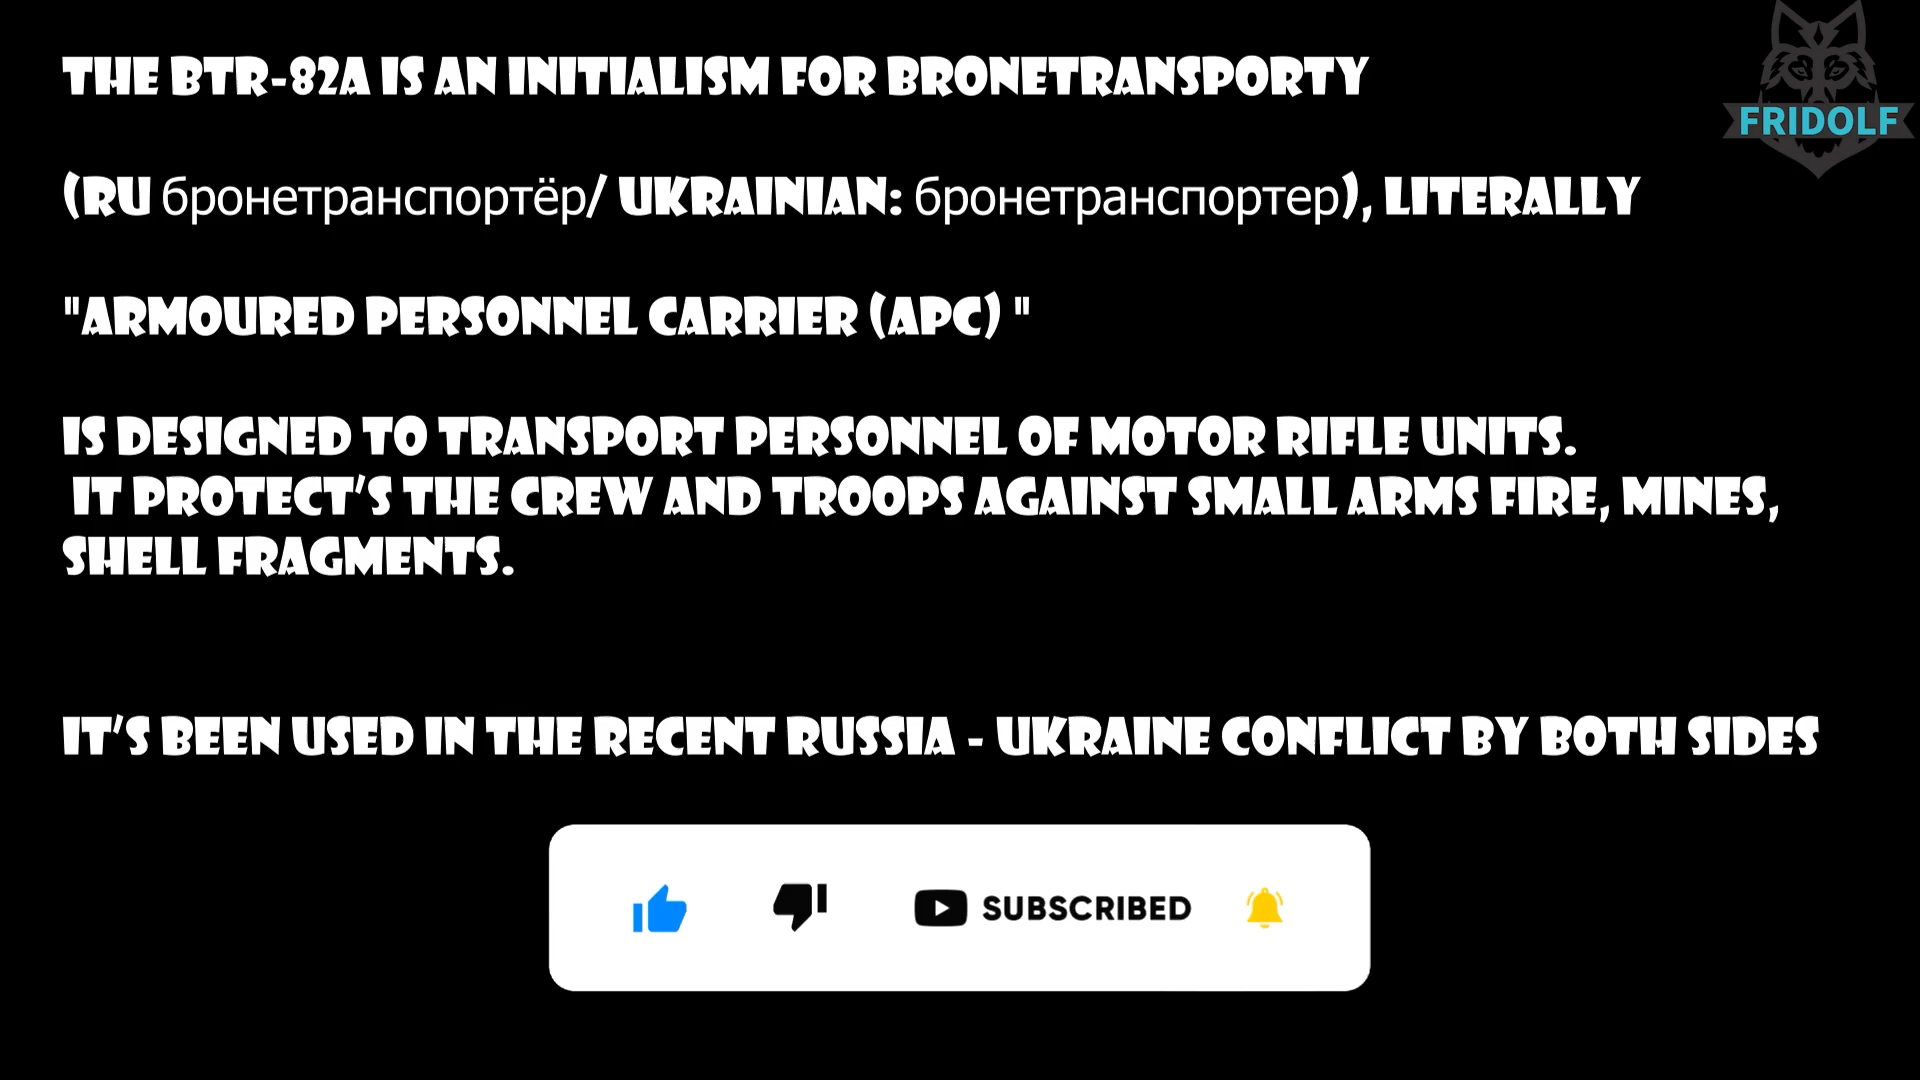 THE BTR-82A IS AN INITIALISM FOR BRONETRANSPORTY
(RU бронетранспортёр/ UKRAINIAN: бронетранспортер), LITERALLY
"ARMOURED PERSONNEL CARRIER (APC) "
IS DESIGNED TO TRANSPORT PERSONNEL OF MOTOR RIFLE UNITS.
IT PROTECT'S THE CREW AND TROOPS AGAINST SMALL ARMS FIRE, MINES,
SHELL FRAGMENTS.
IT'S BEEN USED IN THE RECENT RUSSIA - UKRAINE CONFLICT BY BOTH SIDES
SUBSCRIBED
FRIDOLF